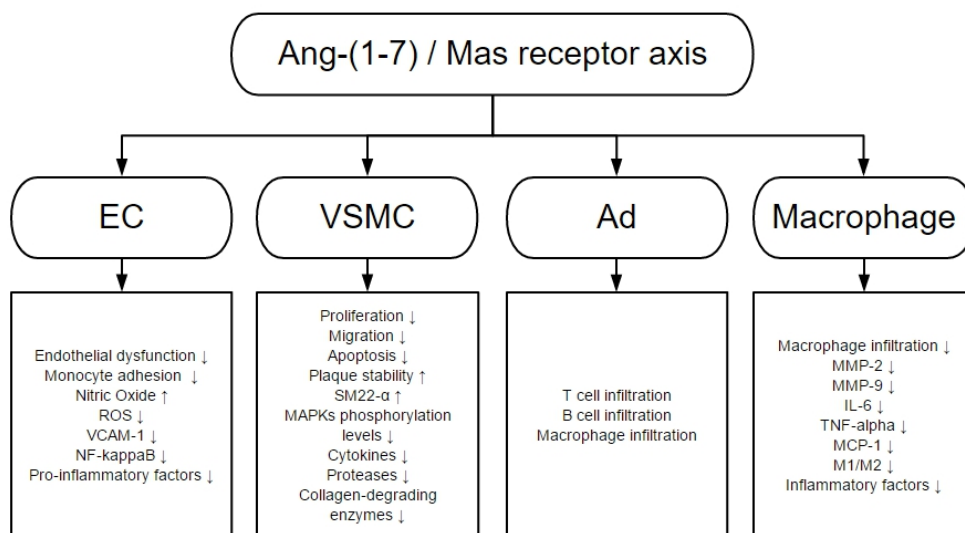 Ang-(1-7) / Mas receptor axis
EC
VSMC
Ad
Macrophage
Endothelial dysfunction ↓
Monocyte adhesion ↓
Nitric Oxide ↑
ROS ↓
VCAM-1 ↓
NF-kappaB ↓
Pro-inflammatory factors ↓
Proliferation ↓
Migration ↓
Apoptosis ↓
Plaque stability ↑
SM22-α ↑
MAPKs phosphorylation
levels ↓
Cytokines ↓
Proteases ↓
Collagen-degrading
enzymes ↓
T cell infiltration
B cell infiltration
Macrophage infiltration
Macrophage infiltration ↓
MMP-2 ↓
MMP-9 ↓
IL-6 ↓
TNF-alpha ↓
MCP-1 ↓
M1/M2 ↓
Inflammatory factors ↓